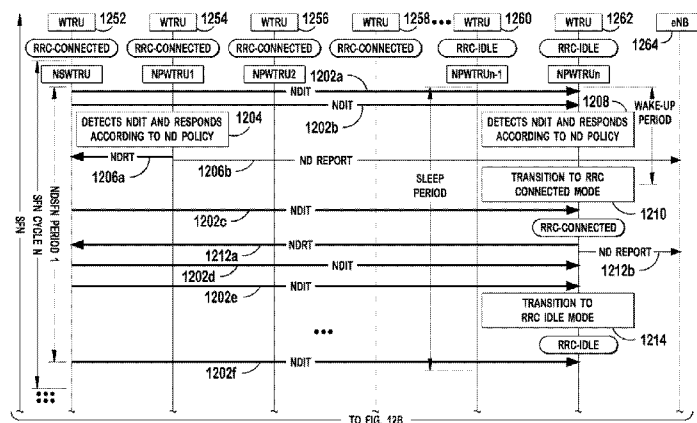 WTRU 1252 WTRU 1254 WTRU 1256 WTRU 1258 ••• WTRU 1260 WTRU 1262 eNB 1264
RRC-CONNECTED RRC-CONNECTED RRC-CONNECTED RRC-CONNECTED RRC-IDLE RRC-IDLE
NSWTRU NPWTRU1 NPWTRU2 NPWTRUn-1 NPWTRUn
1202a
NDIT
NDIT 1202b
1208
WAKE-UP
PERIOD
DETECTS NDIT AND RESPONDS
ACCORDING TO ND POLICY
1204
DETECTS NDIT AND RESPONDS
ACCORDING TO ND POLICY
NDRT ND REPORT
1206a 1206b
SLEEP
PERIOD
TRANSITION TO RRC
CONNECTED MODE
1210
NDIT
1202c
RRC-CONNECTED
NDRT
1212a
ND REPORT
1212b
NDIT
1202d
NDIT
1202e
TRANSITION TO
RRC IDLE MODE
1214
•••
RRC-IDLE
NDIT
1202f
SFN
SFN CYCLE N
NDSFN PERIOD 1
TO FIG. 12B